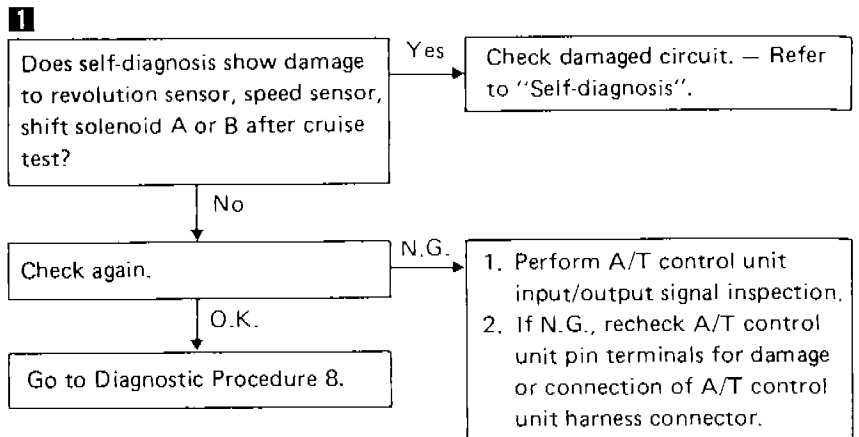 1
Does self-diagnosis show damage
to revolution sensor, speed sensor,
shift solenoid A or B after cruise
test?
Yes
Check damaged circuit. — Refer
to "Self-diagnosis".
No
Check again.
N.G.
1. Perform A/T control unit
input/output signal inspection.
2. If N.G., recheck A/T control
unit pin terminals for damage
or connection of A/T control
unit harness connector.
O.K.
Go to Diagnostic Procedure 8.